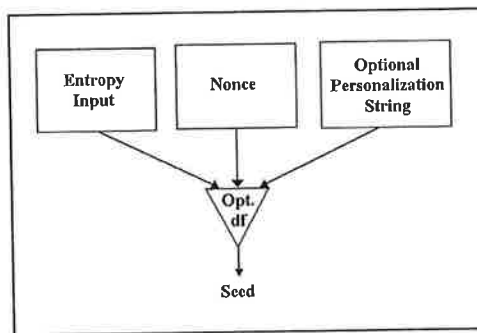 Entropy
Input
Nonce
Optional
Personalization
String
Opt.
df
Seed